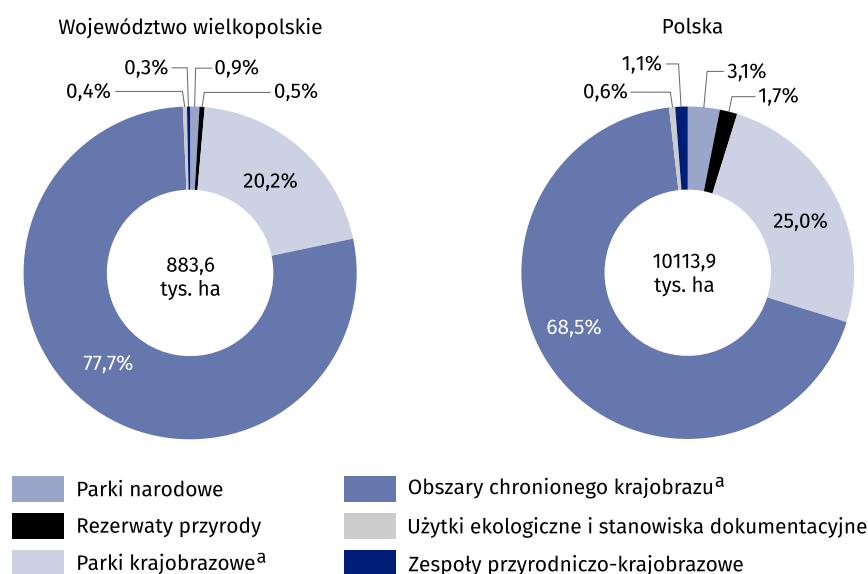 Województwo wielkopolskie
0,3%
0,9%
0,4%
0,5%
20,2%
883,6
tys. ha
77,7%
Polska
1,1%
3,1%
0,6%
1,7%
25,0%
10113,9
tys. ha
68,5%
Parki narodowe
Rezerwaty przyrody
Parki krajobrazoweᵃ
Obszary chronionego krajobrazuᵃ
Użytki ekologiczne i stanowiska dokumentacyjne
Zespoły przyrodniczo-krajobrazowe